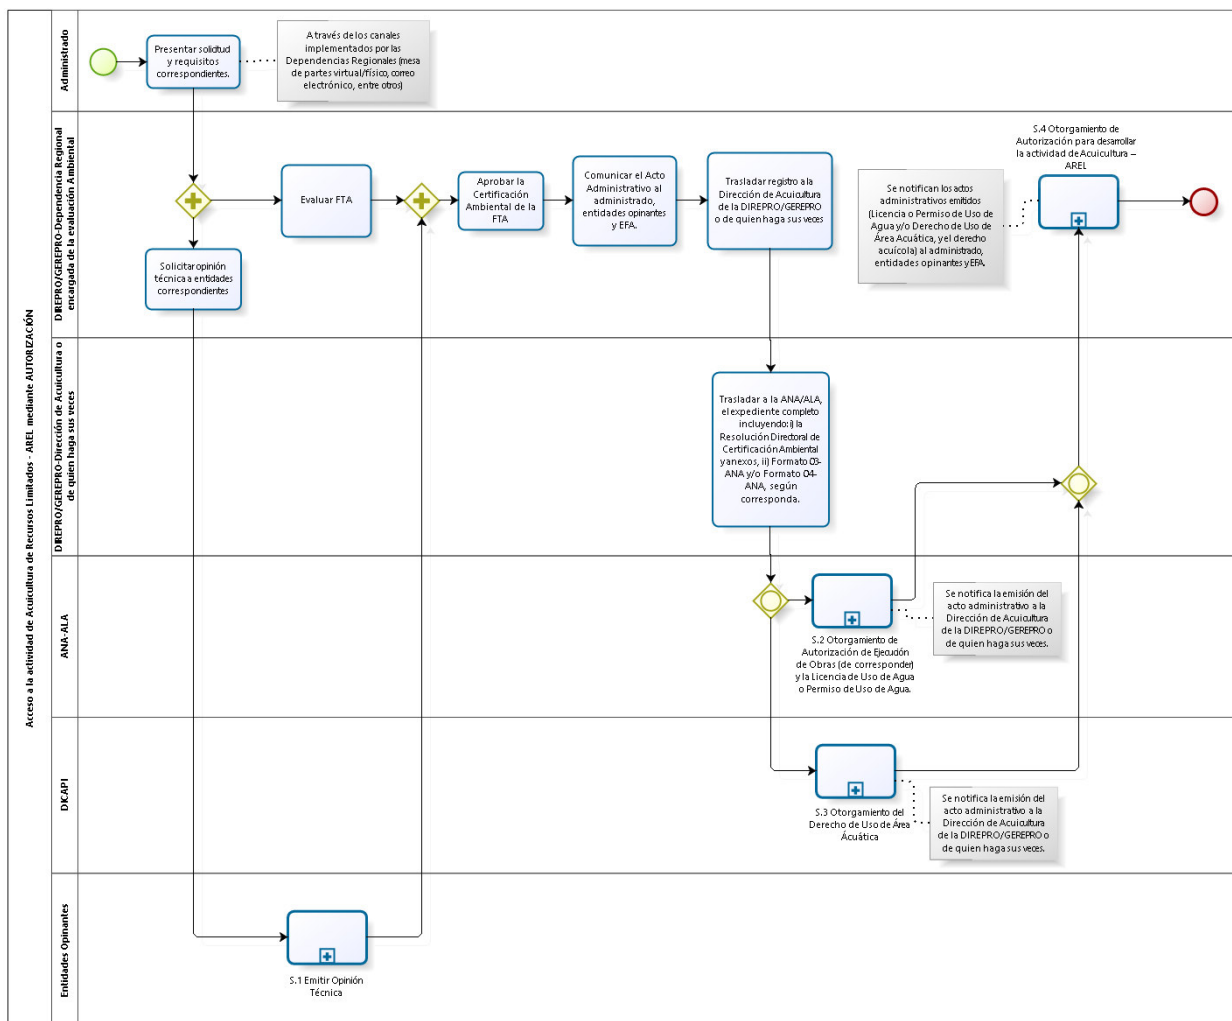 Acceso a la actividad de Acuicultura de Recursos Limitados - AREL mediante AUTORIZACIÓN
Administrado
Presentar solicitud
y requisitos
correspondientes.
A través de los canales
implementados por las
Dependencias Regionales (mesa
de partes virtual/físico, correo
electrónico, entre otros)
DIREPRO/GEREPRO-Dependencia Regional
encargada de la evaluación Ambiental
Evaluar FTA
Solicitar opinión
técnica a entidades
correspondientes
Aprobar la
Certificación
Ambiental de la
FTA
Comunicar el Acto
Administrativo al
administrado,
entidades opinantes
y EFA.
Trasladar registro a la
Dirección de Acuicultura
de la DIREPRO/GEREPRO
o de quien haga sus veces
Se notifican los actos
administrativos emitidos
(Licencia o Permiso de Uso de
Agua y/o Derecho de Uso de
Área Acuática, y el derecho
acuícola) al administrado,
entidades opinantes y EFA.
S.4 Otorgamiento de
Autorización para desarrollar
la actividad de Acuicultura –
AREL
DIREPRO/GEREPRO-Dirección de Acuicultura o
de quien haga sus veces
Trasladar a la ANA/ALA,
el expediente completo
incluyendo: i) la
Resolución Directoral de
Certificación Ambiental
y anexos, ii) Formato 03-
ANA y/o Formato 04-
ANA, según
corresponda.
ANA-ALA
S.2 Otorgamiento de
Autorización de Ejecución
de Obras (de corresponder)
y la Licencia de Uso de Agua
o Permiso de Uso de Agua.
Se notifica la emisión del
acto administrativo a la
Dirección de Acuicultura
de la DIREPRO/GEREPRO o
de quien haga sus veces.
DICAPI
S.3 Otorgamiento del
Derecho de Uso de Área
Acuática
Se notifica la emisión del
acto administrativo a la
Dirección de Acuicultura
de la DIREPRO/GEREPRO o
de quien haga sus veces.
Entidades Opinantes
S.1 Emitir Opinión
Técnica